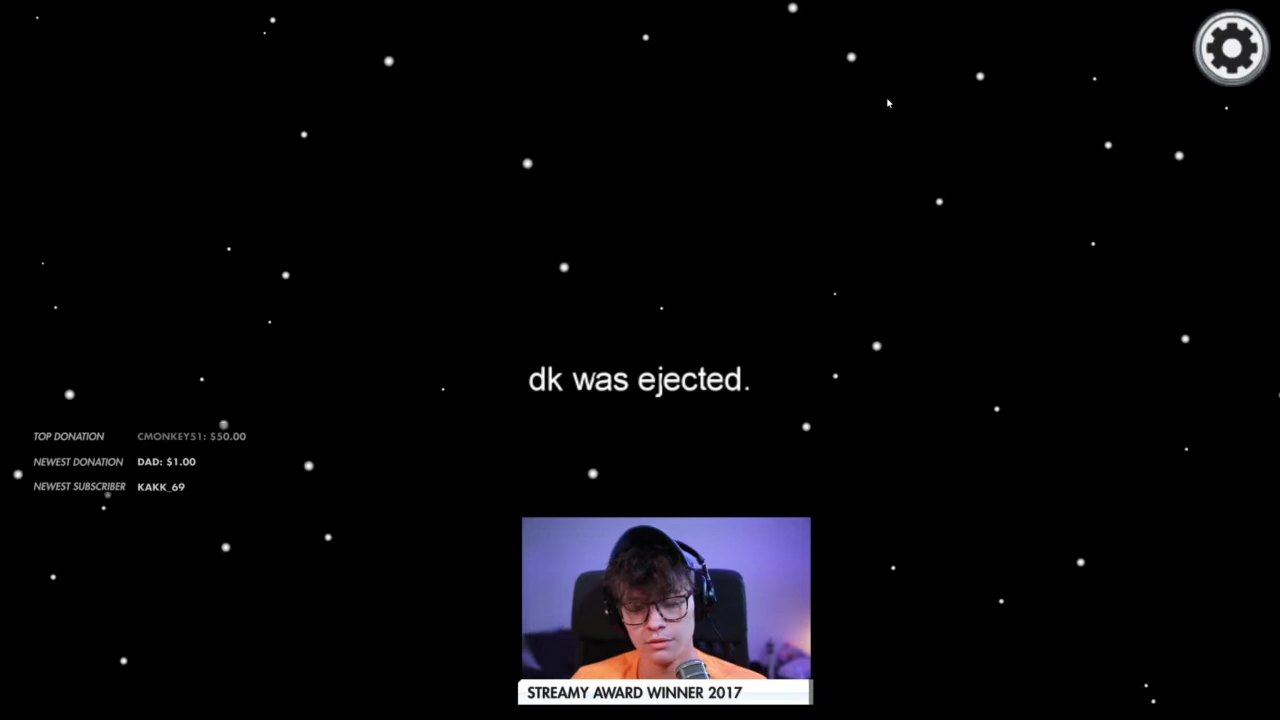 dk was ejected.
TOP DONATION CMONKEY51: $50.00
NEWEST DONATION DAD: $1.00
NEWEST SUBSCRIBER KAKK_69
STREAMY AWARD WINNER 2017